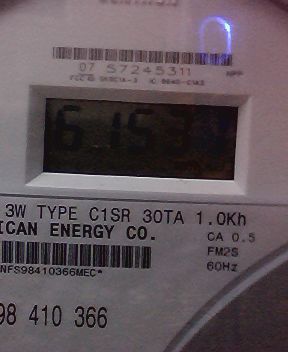 07 57245311
61533
3W TYPE C1SR 30TA 1.0Kh
ICAN ENERGY CO.
CA 0.5
FM2S
60Hz
NFS98410366MEC*
98 410 366